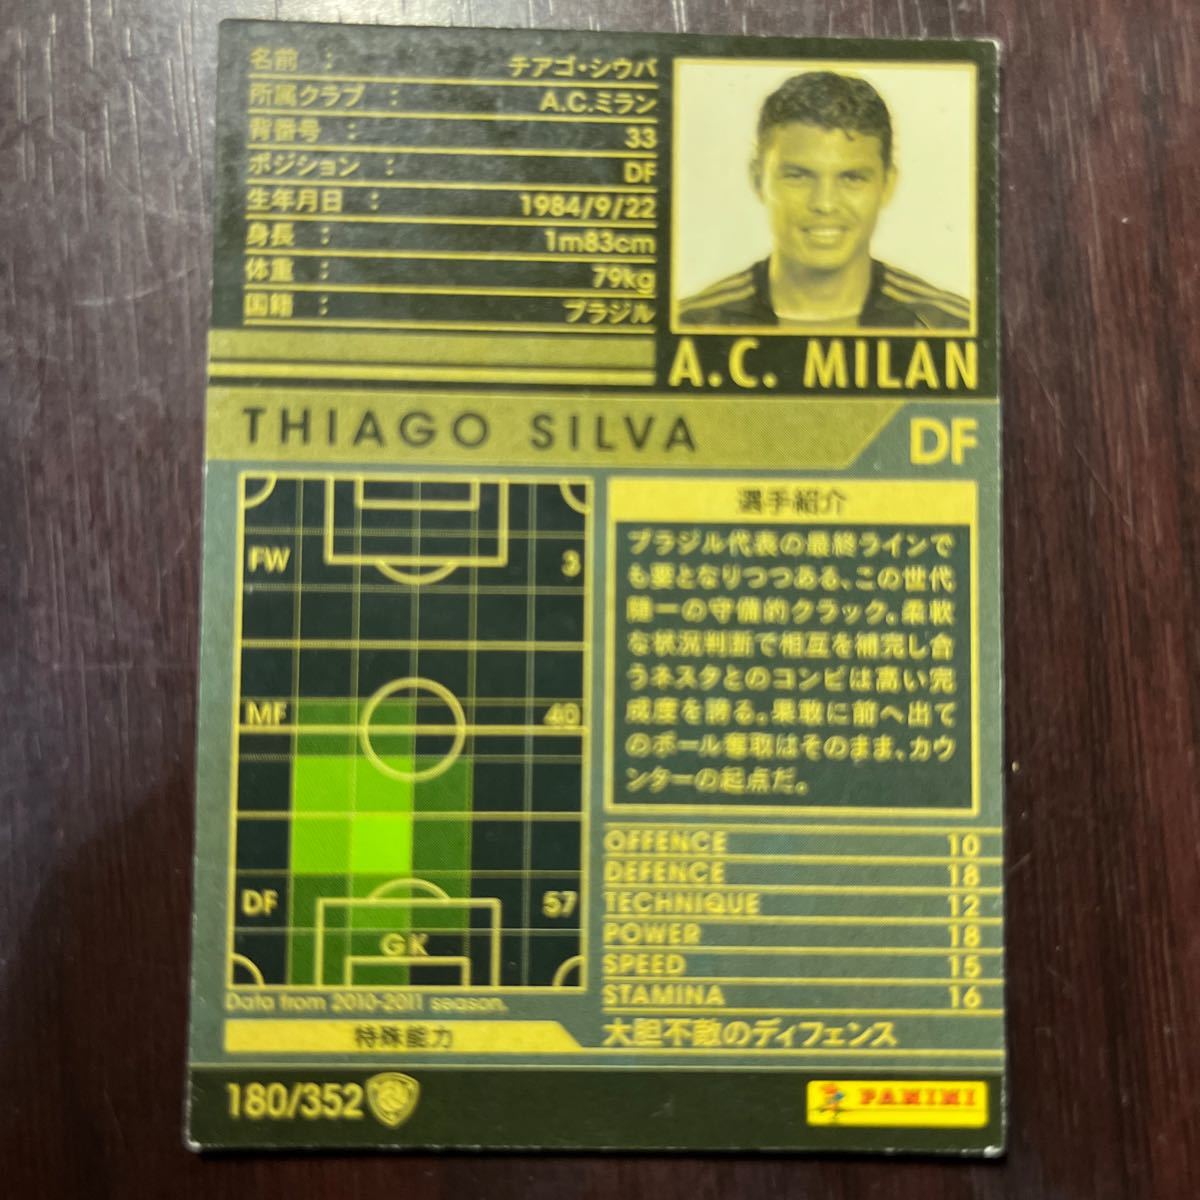 名前 : チアゴ・シウバ
所属クラブ : A.C.ミラン
背番号 : 33
ポジション : DF
生年月日 : 1984/9/22
身長 : 1m83cm
体重 : 79kg
国籍 : ブラジル
A.C. MILAN
THIAGO SILVA DF
FW 3
MF 40
DF 57
GK
Data from 2010-2011 season.
選手紹介
ブラジル代表の最終ラインで
も要となりつつある、この世代
随一の守備的クラック。柔軟
な状況判断で相互を補完し合
うネスタとのコンビは高い完
成度を誇る。果敢に前へ出て
のボール奪取はそのまま、カウ
ンターの起点だ。
OFFENCE 10
DEFENCE 18
TECHNIQUE 12
POWER 18
SPEED 15
STAMINA 16
特殊能力 大胆不敵のディフェンス
180/352
PANINI